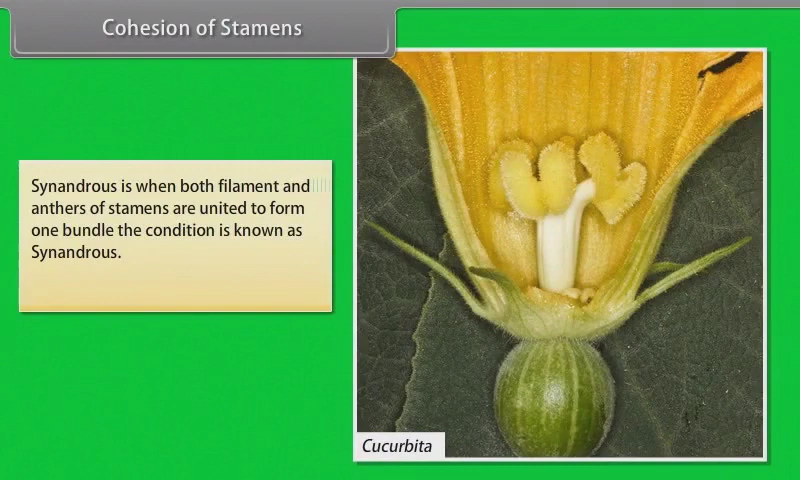 Cohesion of Stamens
Synandrous is when both filament and
anthers of stamens are united to form
one bundle the condition is known as
Synandrous.
Cucurbita